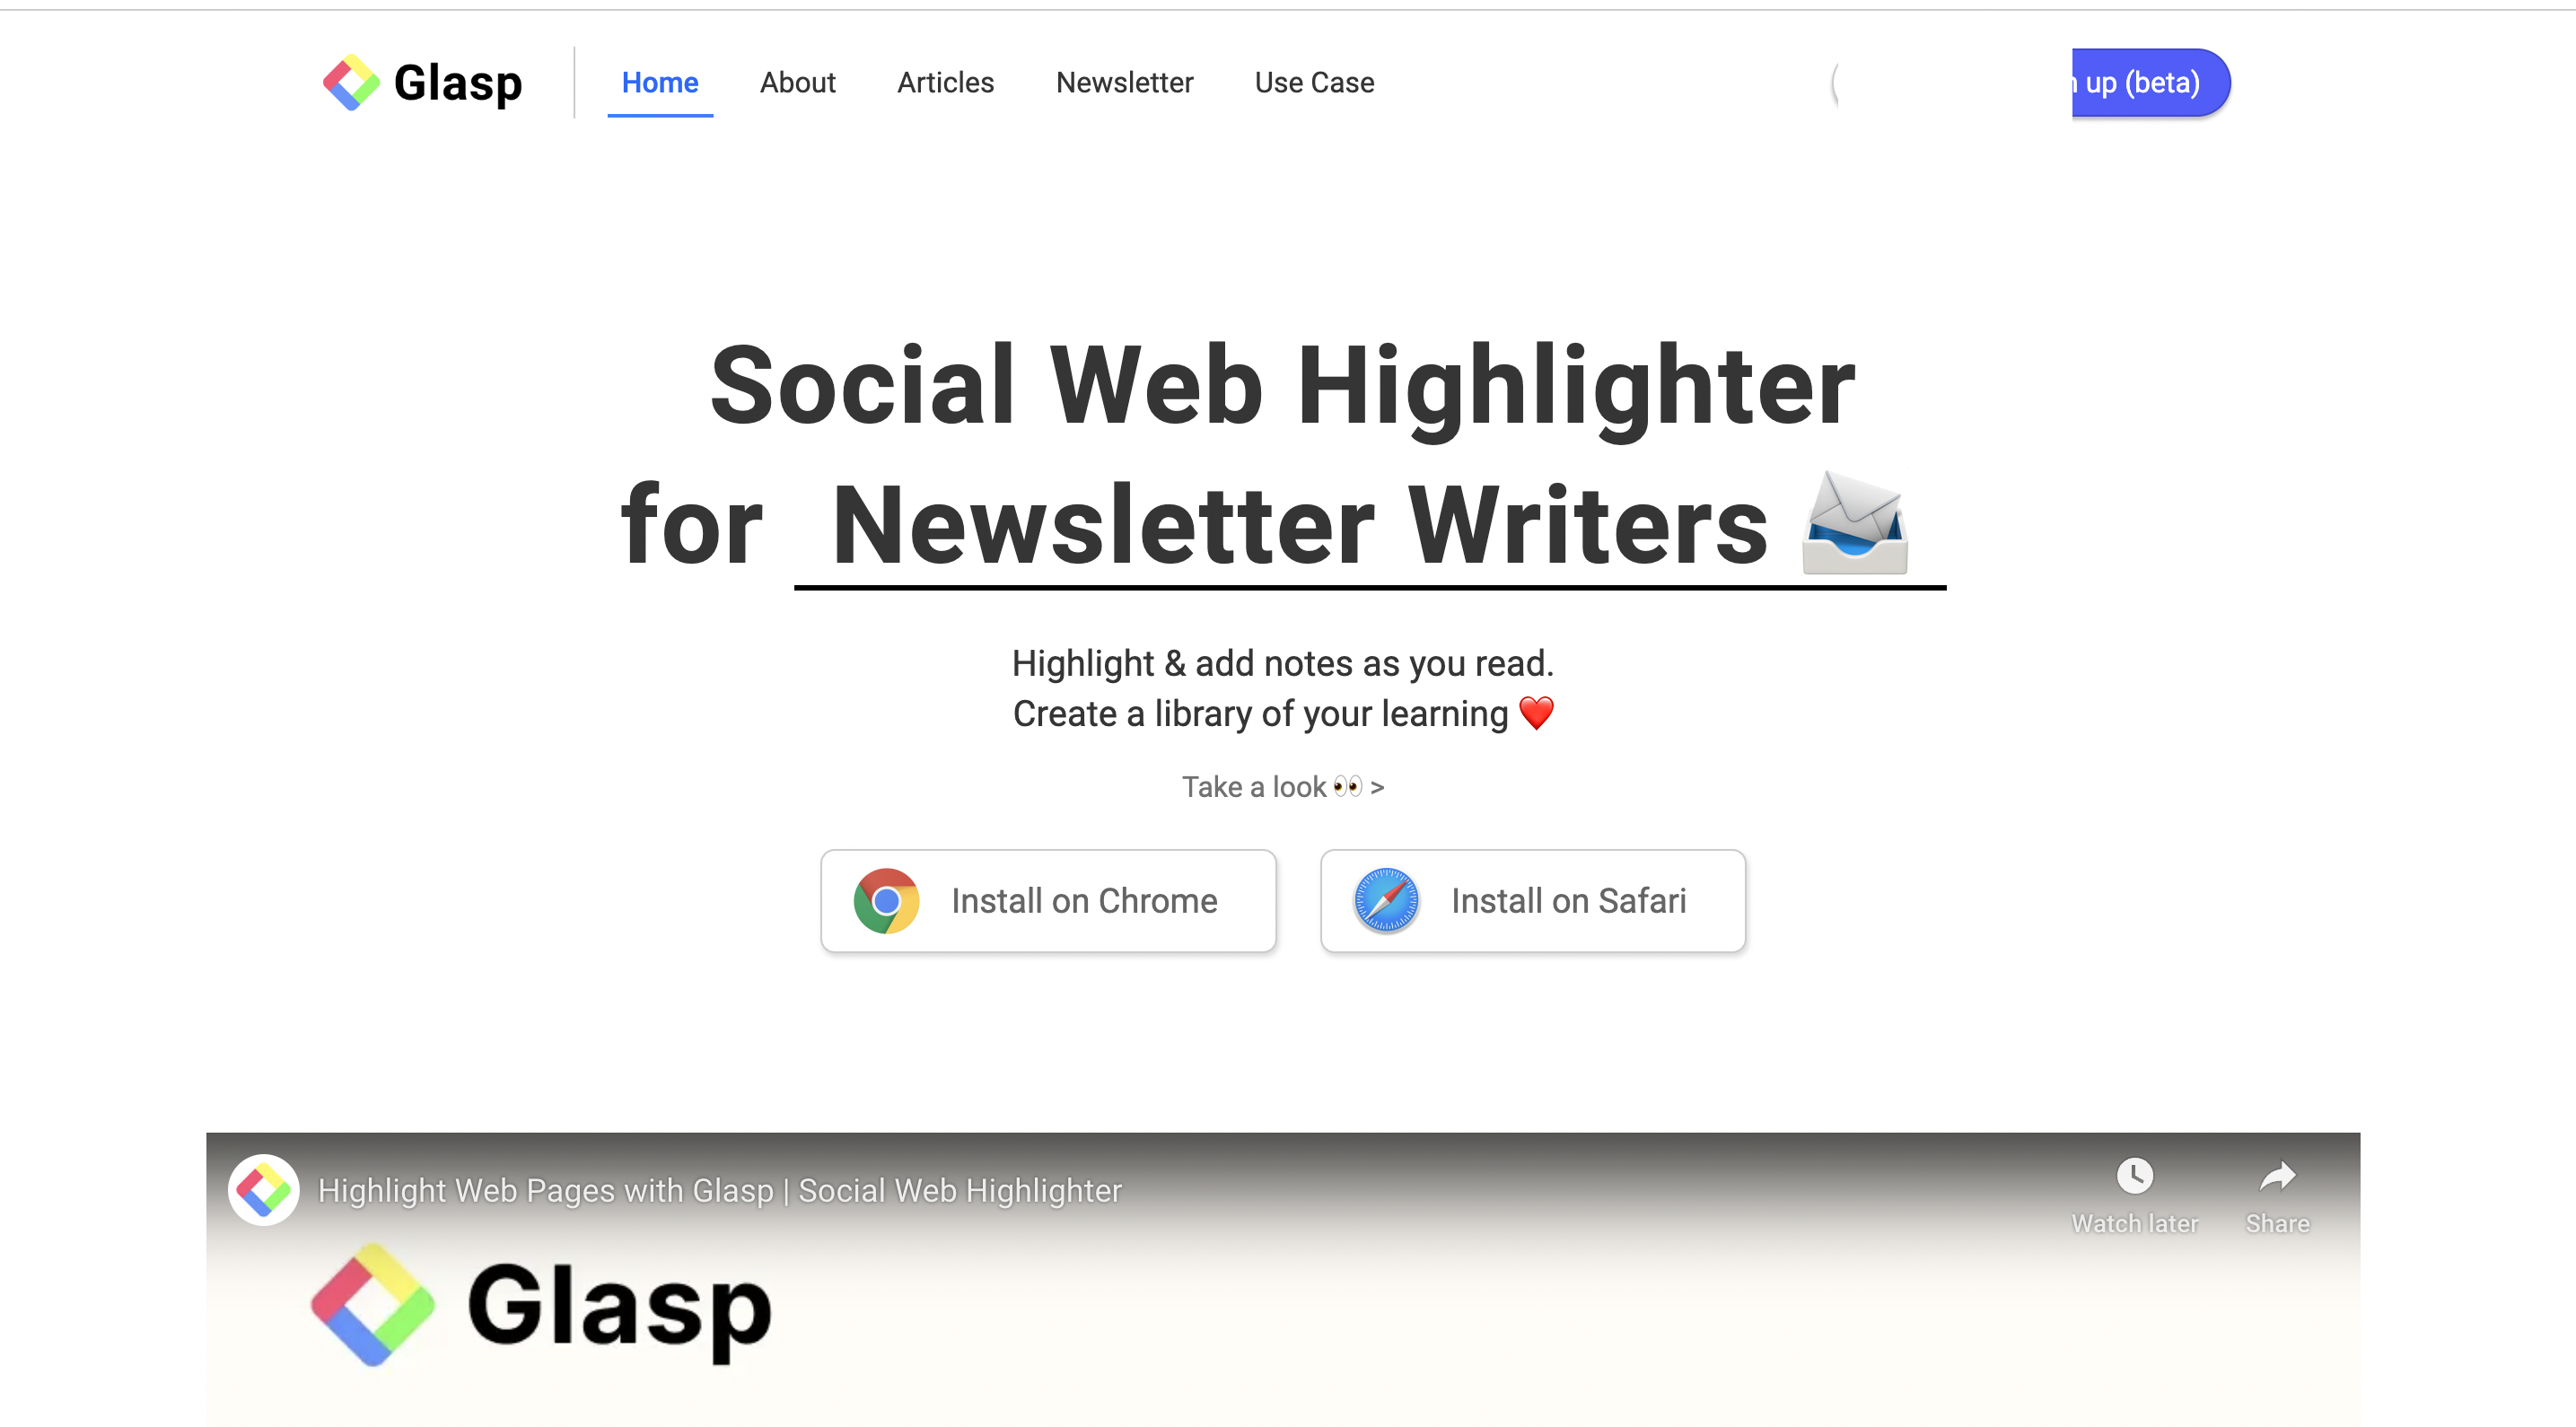 Glasp
Home About Articles Newsletter Use Case
up (beta)
Social Web Highlighter
for Newsletter Writers
Highlight & add notes as you read.
Create a library of your learning ❤️
Take a look 👀 >
Install on Chrome
Install on Safari
Highlight Web Pages with Glasp | Social Web Highlighter
Watch later
Share
Glasp